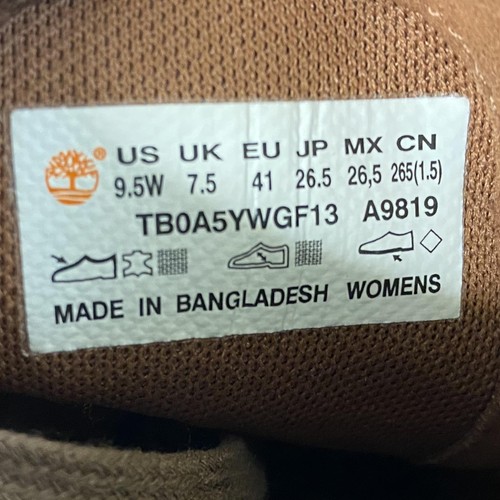 ® US UK EU JP MX CN
9.5W 7.5 41 26.5 26,5 265(1.5)
TB0A5YWGF13 A9819
MADE IN BANGLADESH WOMENS